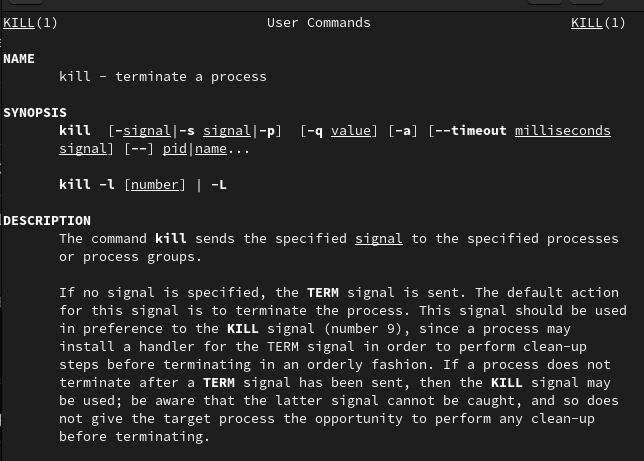 KILL(1) User Commands KILL(1)
NAME
kill - terminate a process
SYNOPSIS
kill [-signal|-s signal|-p] [-q value] [-a] [--timeout milliseconds
signal] [--] pid|name...
kill -l [number] | -L
DESCRIPTION
The command kill sends the specified signal to the specified processes
or process groups.
If no signal is specified, the TERM signal is sent. The default action
for this signal is to terminate the process. This signal should be used
in preference to the KILL signal (number 9), since a process may
install a handler for the TERM signal in order to perform clean-up
steps before terminating in an orderly fashion. If a process does not
terminate after a TERM signal has been sent, then the KILL signal may
be used; be aware that the latter signal cannot be caught, and so does
not give the target process the opportunity to perform any clean-up
before terminating.